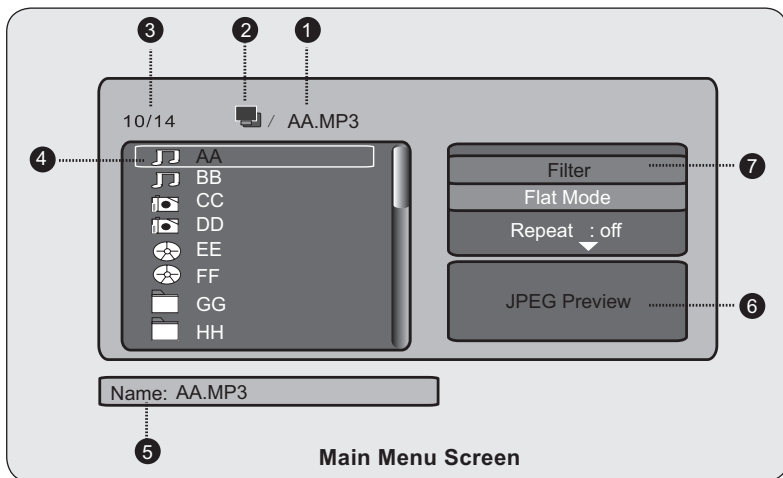 3 2 1
10/14 / AA.MP3
4 AA
BB
CC
DD
EE
FF
GG
HH
Filter 7
Flat Mode
Repeat : off
JPEG Preview 6
Name: AA.MP3
5
Main Menu Screen